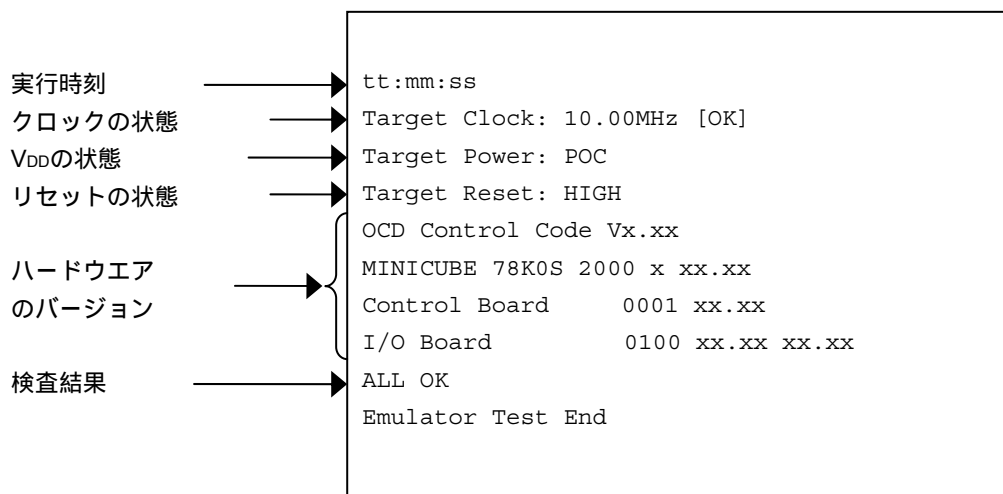 実行時刻 tt:mm:ss
クロックの状態 Target Clock: 10.00MHz [OK]
VDDの状態 Target Power: POC
リセットの状態 Target Reset: HIGH
OCD Control Code Vx.xx
ハードウエア MINICUBE 78K0S 2000 x xx.xx
のバージョン Control Board 0001 xx.xx
I/O Board 0100 xx.xx xx.xx
検査結果 ALL OK
Emulator Test End